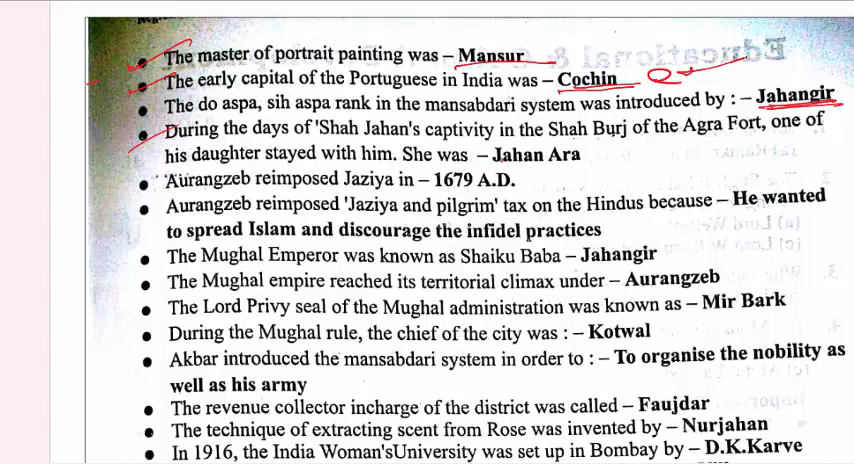 • The master of portrait painting was – Mansur
• The early capital of the Portuguese in India was – Cochin
• The do aspa, sih aspa rank in the mansabdari system was introduced by : – Jahangir
• During the days of 'Shah Jahan's captivity in the Shah Burj of the Agra Fort, one of
his daughter stayed with him. She was – Jahan Ara
• Aurangzeb reimposed Jaziya in – 1679 A.D.
• Aurangzeb reimposed 'Jaziya and pilgrim' tax on the Hindus because – He wanted
to spread Islam and discourage the infidel practices
• The Mughal Emperor was known as Shaiku Baba – Jahangir
• The Mughal empire reached its territorial climax under – Aurangzeb
• The Lord Privy seal of the Mughal administration was known as – Mir Bark
• During the Mughal rule, the chief of the city was : – Kotwal
• Akbar introduced the mansabdari system in order to : – To organise the nobility as
well as his army
• The revenue collector incharge of the district was called – Faujdar
• The technique of extracting scent from Rose was invented by – Nurjahan
• In 1916, the India Woman'sUniversity was set up in Bombay by – D.K.Karve